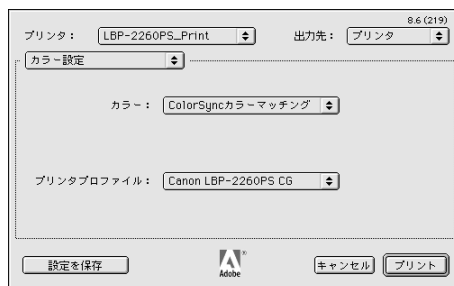 8.6 (219)
プリンタ： LBP-2260PS_Print 出力先： プリンタ
カラー設定
カラー： ColorSyncカラーマッチング
プリンタプロファイル： Canon LBP-2260PS CG
設定を保存 Adobe キャンセル プリント